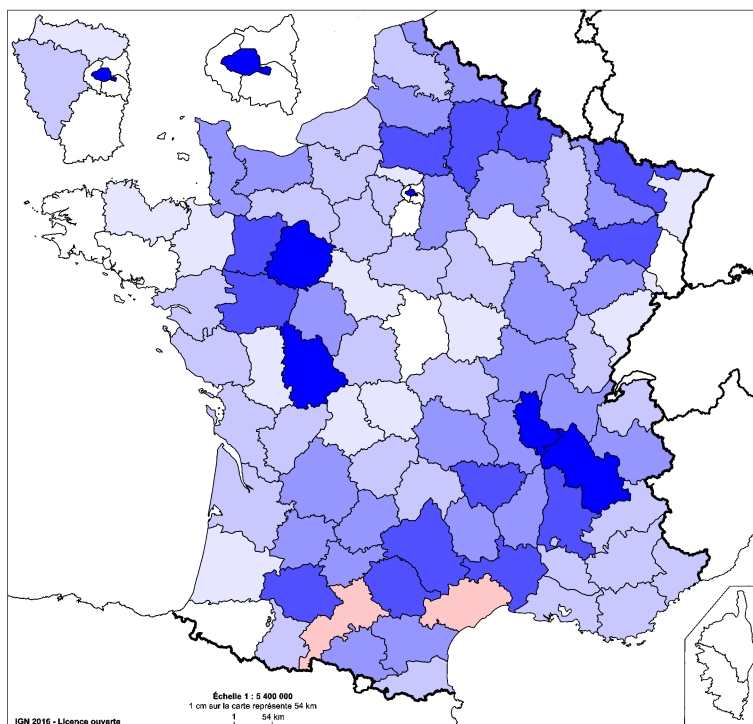 Échelle 1 : 5 400 000
1 cm sur la carte représente 54 km
1 54 km
IGN 2016 - Licence ouverte